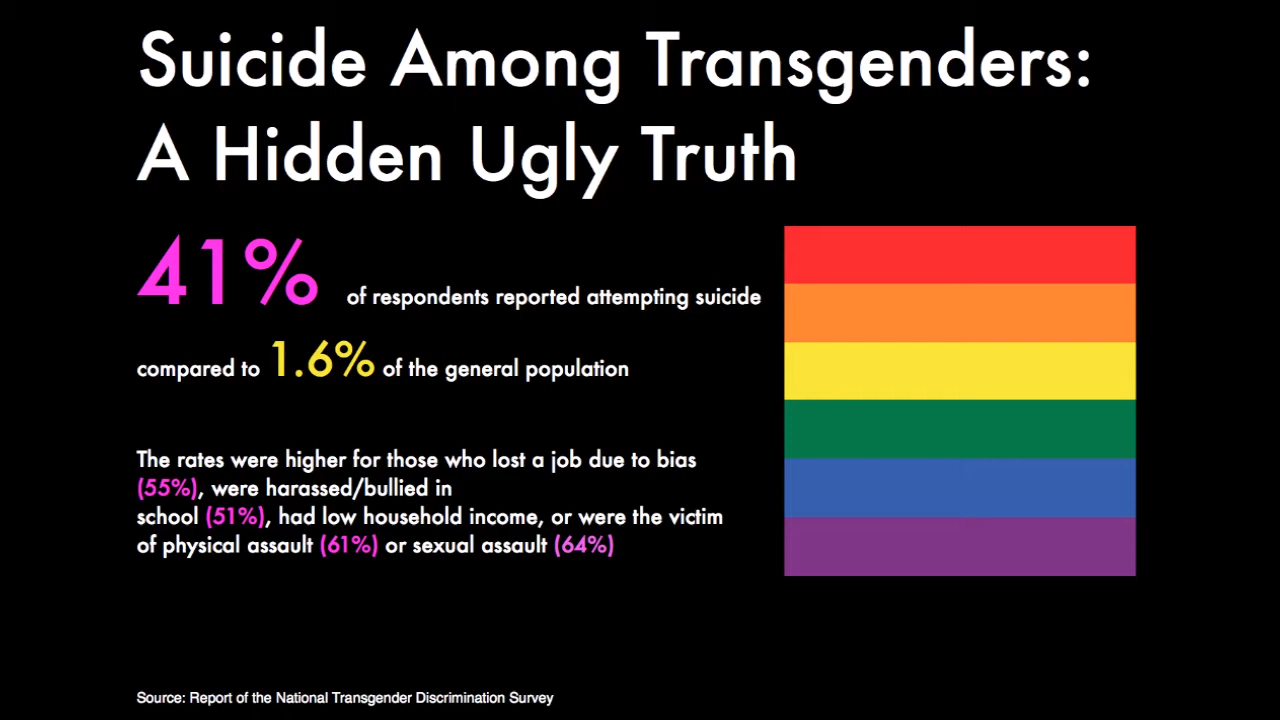 Suicide Among Transgenders:
A Hidden Ugly Truth
41% of respondents reported attempting suicide
compared to 1.6% of the general population
The rates were higher for those who lost a job due to bias
(55%), were harassed/bullied in
school (51%), had low household income, or were the victim
of physical assault (61%) or sexual assault (64%)
Source: Report of the National Transgender Discrimination Survey